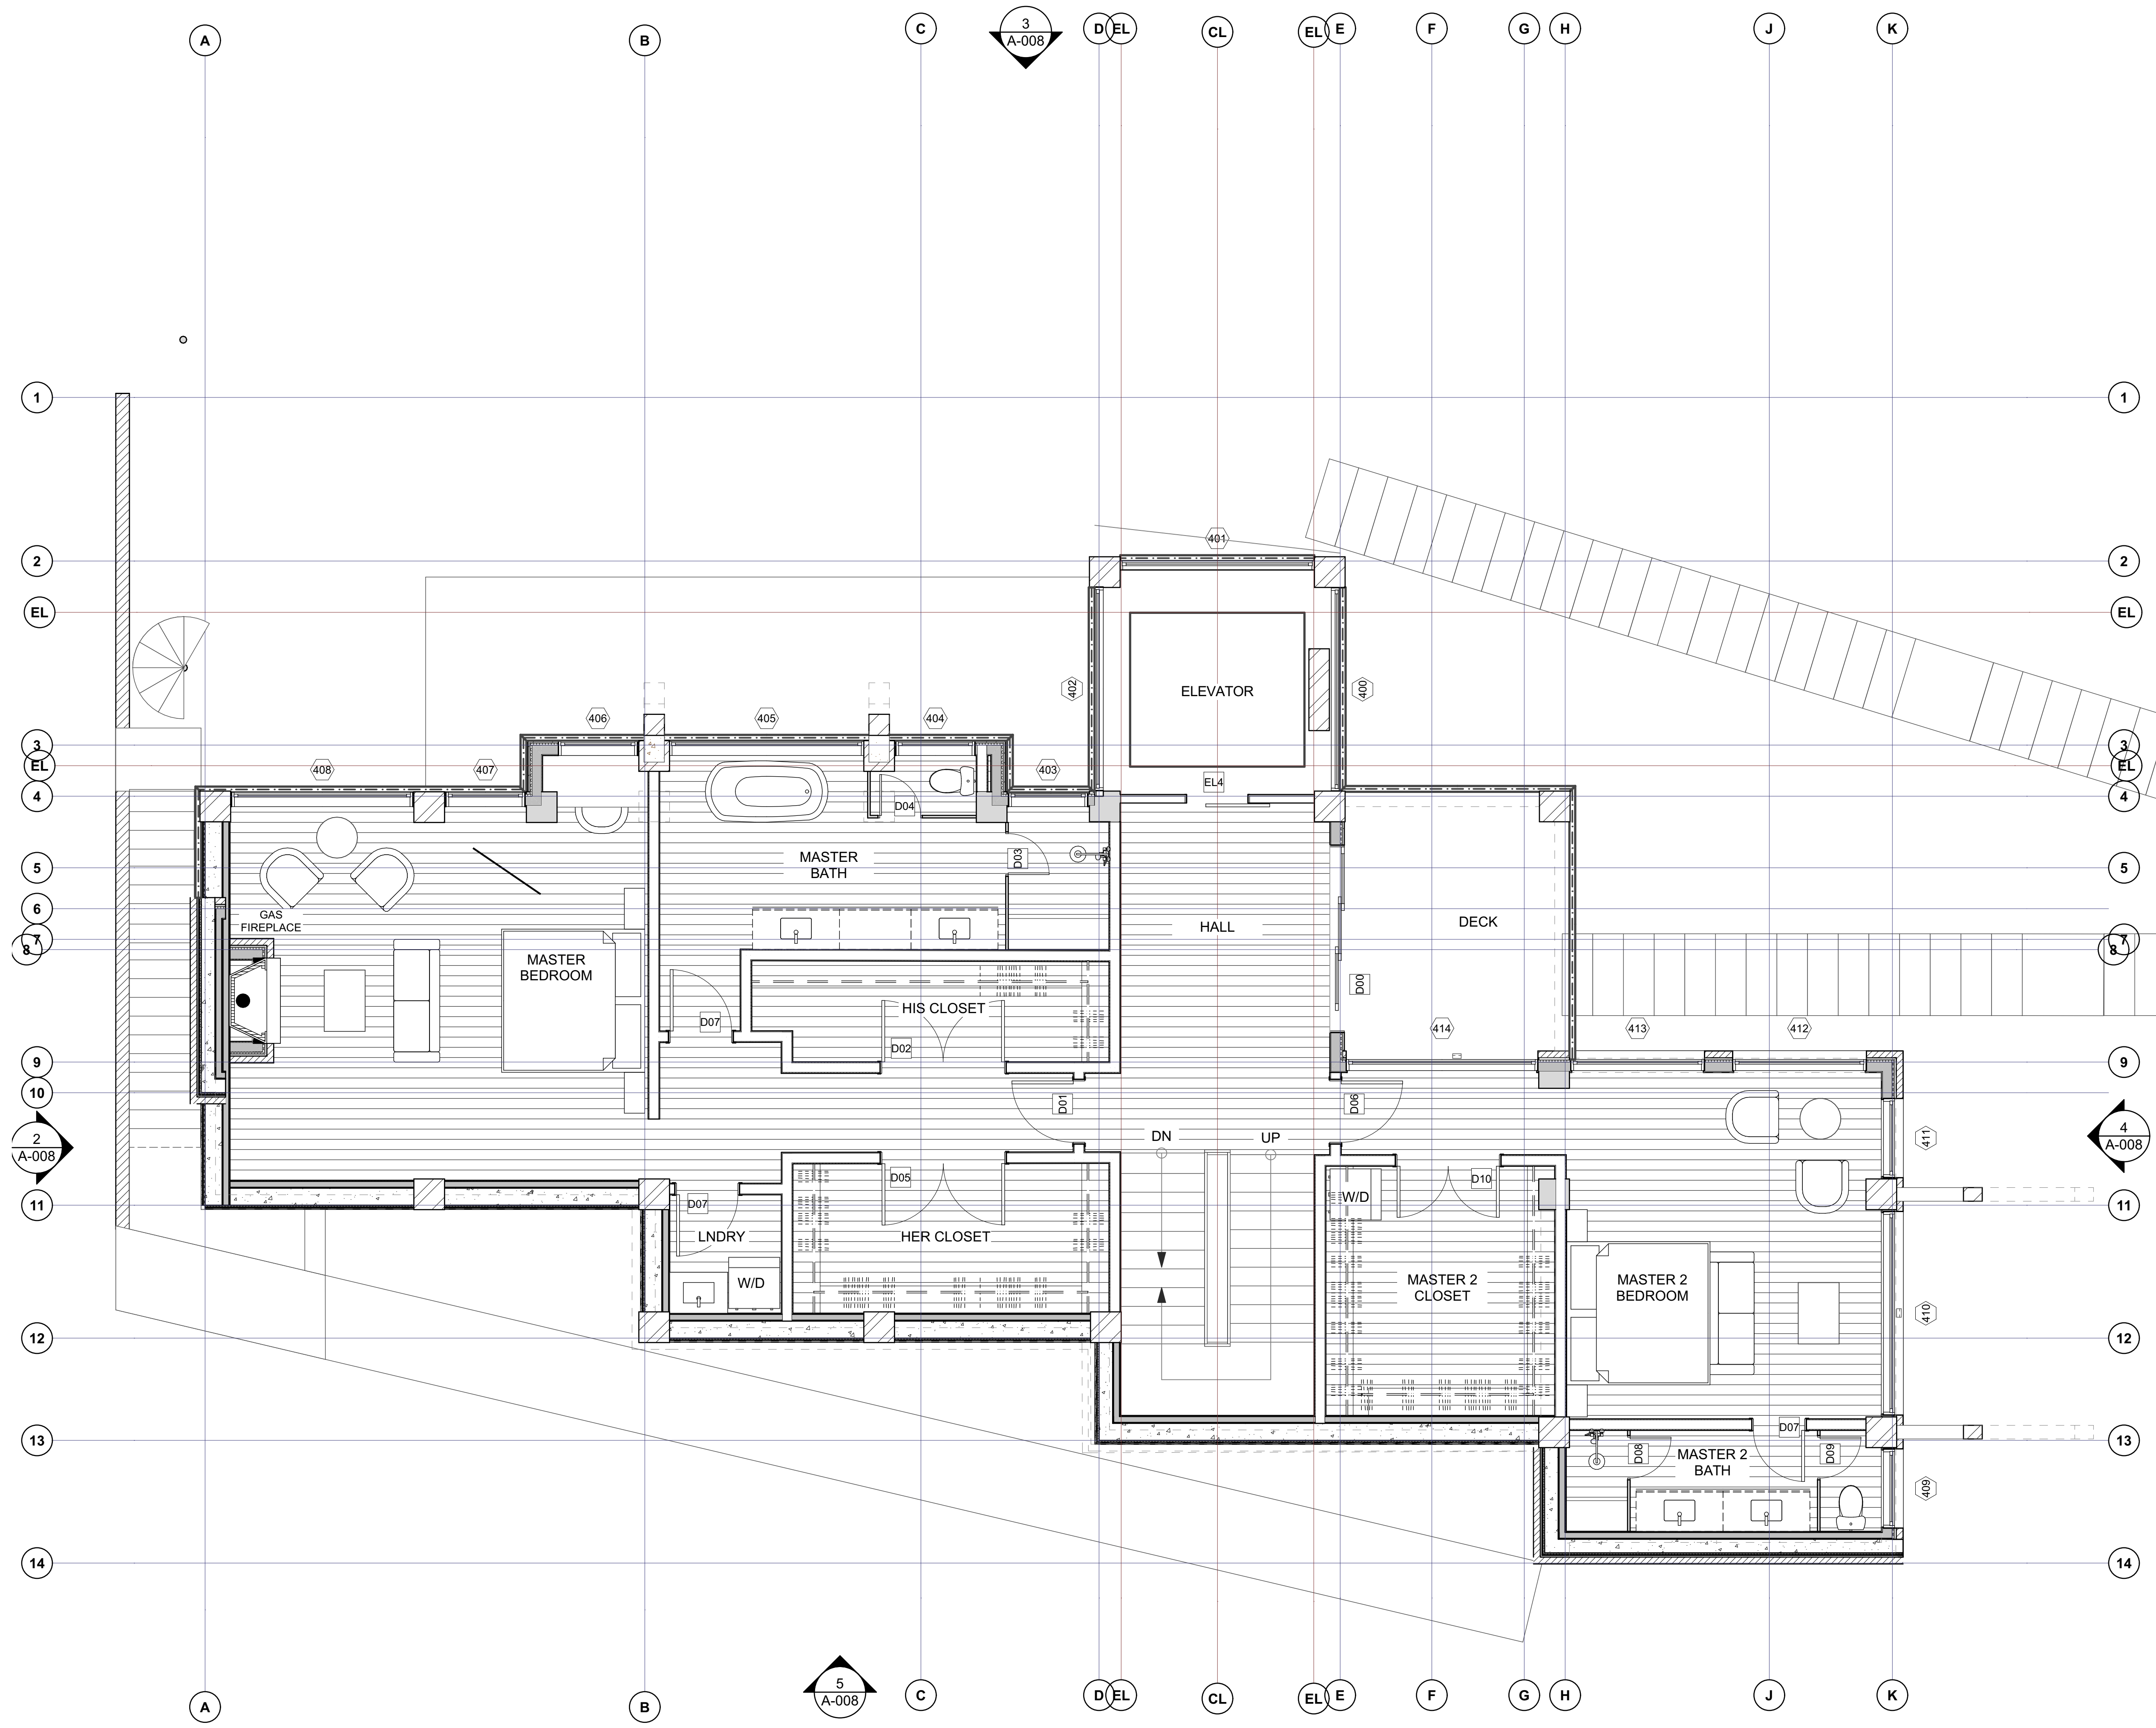 3
A-008
A
B
C
D
EL
CL
EL
E
F
G
H
J
K
1
1
401
2
2
EL
EL
402
ELEVATOR
400
406
405
404
3
3
EL
EL
408
407
403
EL4
4
4
D04
MASTER
BATH
D03
5
5
6
GAS
FIREPLACE
HALL
DECK
7
7
8
8
MASTER
BEDROOM
D00
HIS CLOSET
D07
414
413
412
D02
9
9
10
D01
D06
2
A-008
DN
UP
411
4
A-008
D05
D10
W/D
D07
11
11
LNDRY
HER CLOSET
W/D
MASTER 2
CLOSET
MASTER 2
BEDROOM
410
12
12
D07
13
13
D08
MASTER 2
BATH
D09
409
14
14
5
A-008
A
B
C
D
EL
CL
EL
E
F
G
H
J
K